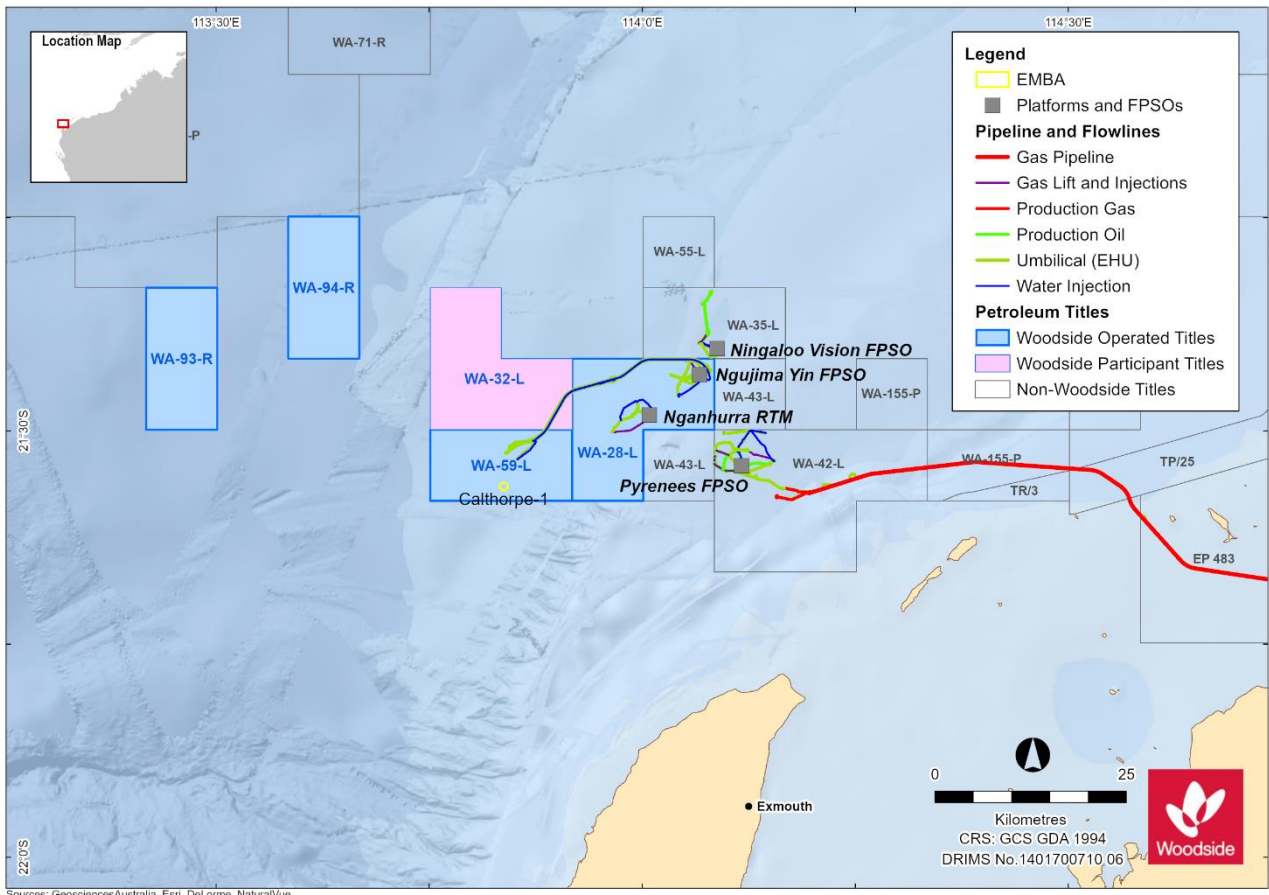 113°30'E
114°0'E
114°30'E
Location Map
-P
WA-71-R
Legend
EMBA
Platforms and FPSOs
Pipeline and Flowlines
Gas Pipeline
Gas Lift and Injections
Production Gas
Production Oil
Umbilical (EHU)
Water Injection
Petroleum Titles
Woodside Operated Titles
Woodside Participant Titles
Non-Woodside Titles
WA-55-L
WA-94-R
WA-35-L
WA-93-R
Ningaloo Vision FPSO
WA-32-L
Ngujima Yin FPSO
WA-43-L
WA-155-P
Nganhurra RTM
21°30'S
WA-59-L
WA-28-L
WA-43-L
WA-42-L
WA-155-P
TP/25
Pyrenees FPSO
Calthorpe-1
TR/3
EP 483
0
25
Kilometres
CRS: GCS GDA 1994
DRIMS No.1401700710 06
Woodside
Exmouth
22°0'S
Sources: GeosciencesAustralia, Esri, DeLorme, NaturalVue